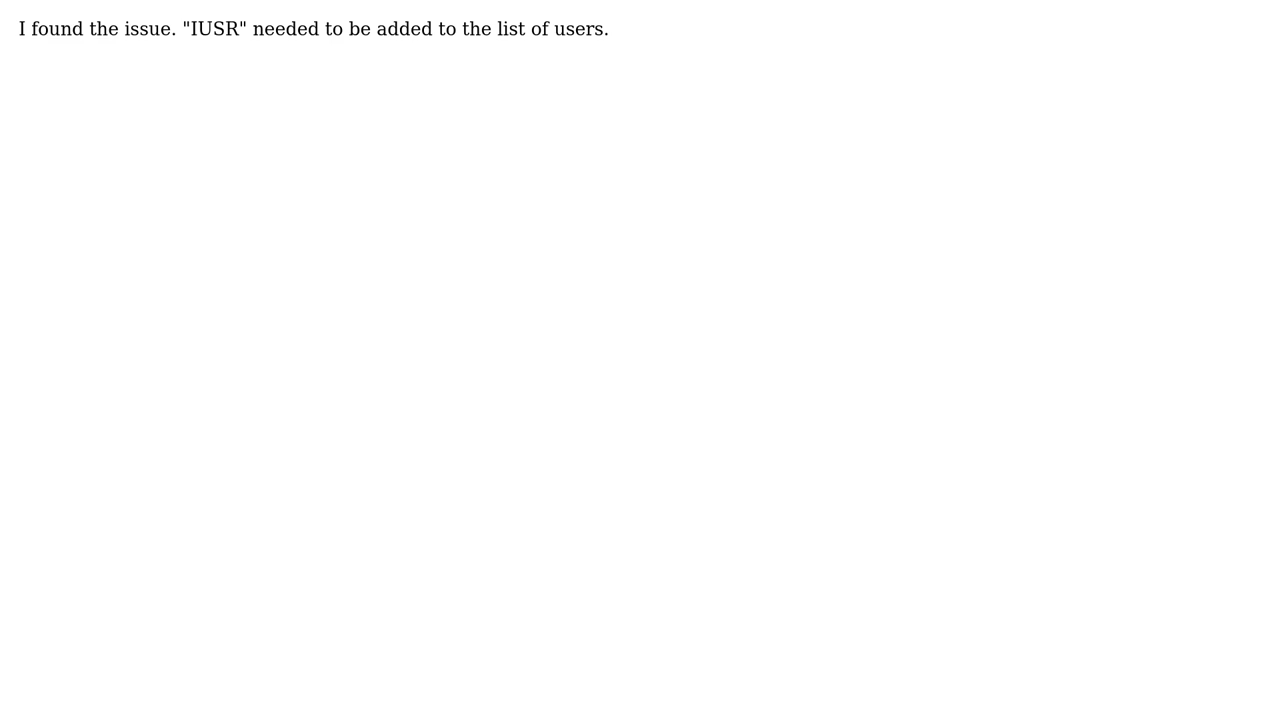 I found the issue. "IUSR" needed to be added to the list of users.